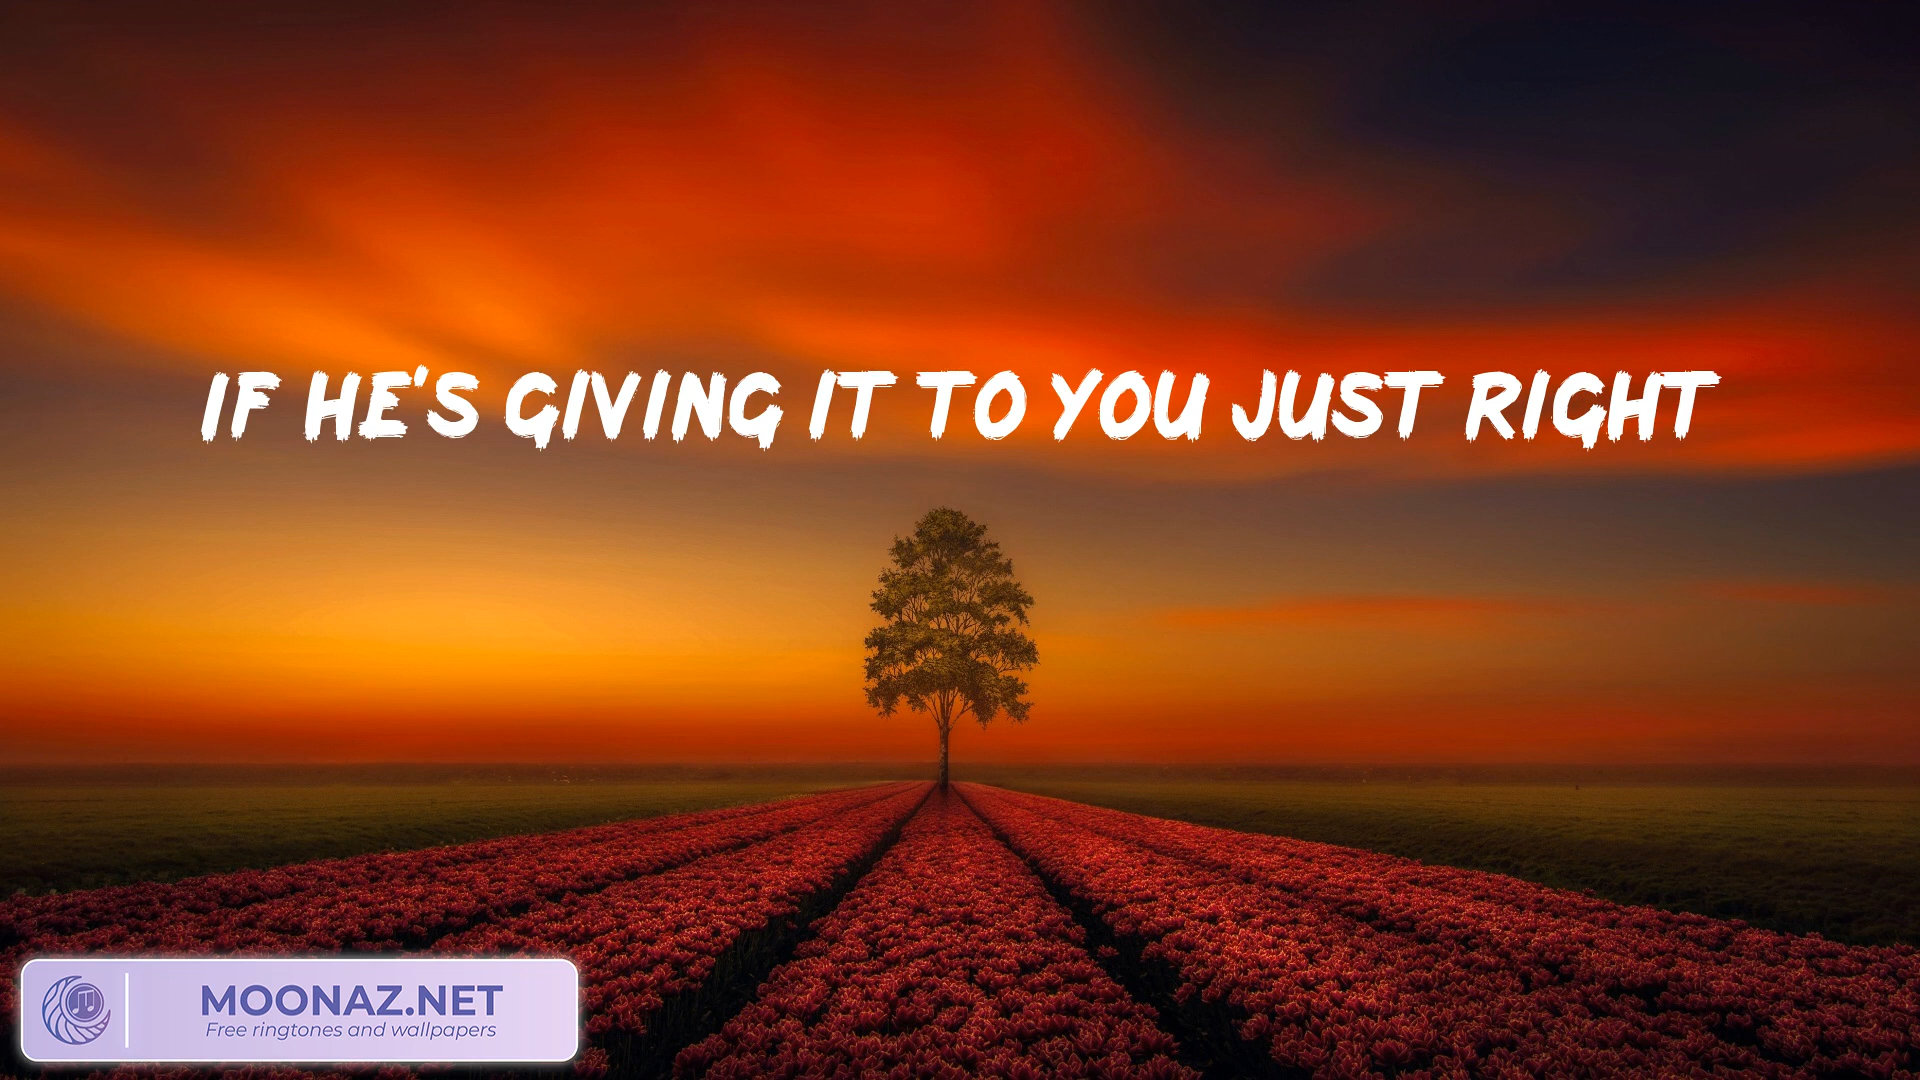 IF HE'S GIVING IT TO YOU JUST RIGHT
MOONAZ.NET
Free ringtones and wallpapers